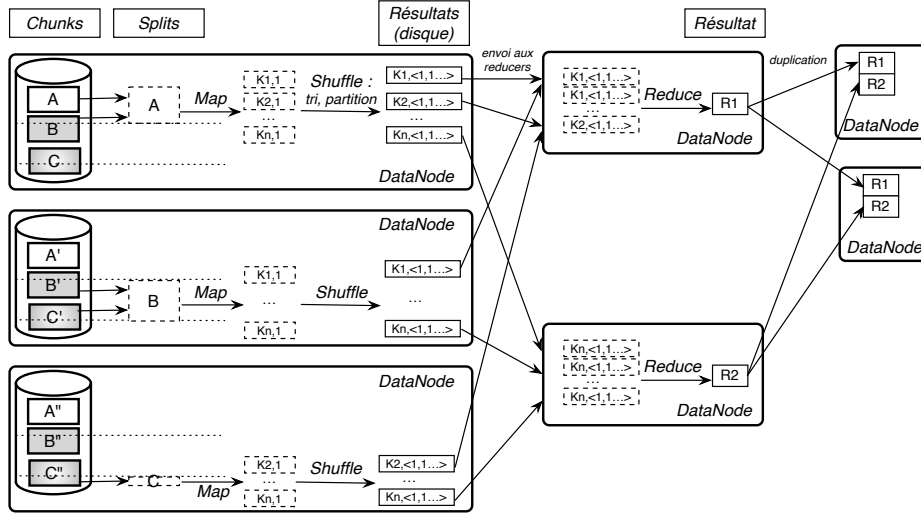 Chunks
Splits
Résultats
(disque)
Résultat
envoi aux
reducers
duplication
A
B
C
A
Map
K1,1
K2,1
...
Kn,1
Shuffle :
tri, partition
K1,<1,1...>
K2,<1,1...>
...
Kn,<1,1...>
DataNode
K1,<1,1...>
K1,<1,1...>
...
K2,<1,1...>
Reduce
R1
DataNode
R1
R2
DataNode
R1
R2
DataNode
DataNode
A'
B'
C'
B
Map
K1,1
...
Kn,1
Shuffle
K1,<1,1...>
...
Kn,<1,1...>
Kn,<1,1...>
Kn,<1,1...>
...
Kn,<1,1...>
Reduce
R2
DataNode
DataNode
A"
B"
C"
C
Map
K2,1
...
Kn,1
Shuffle
K2,<1,1...>
...
Kn,<1,1...>